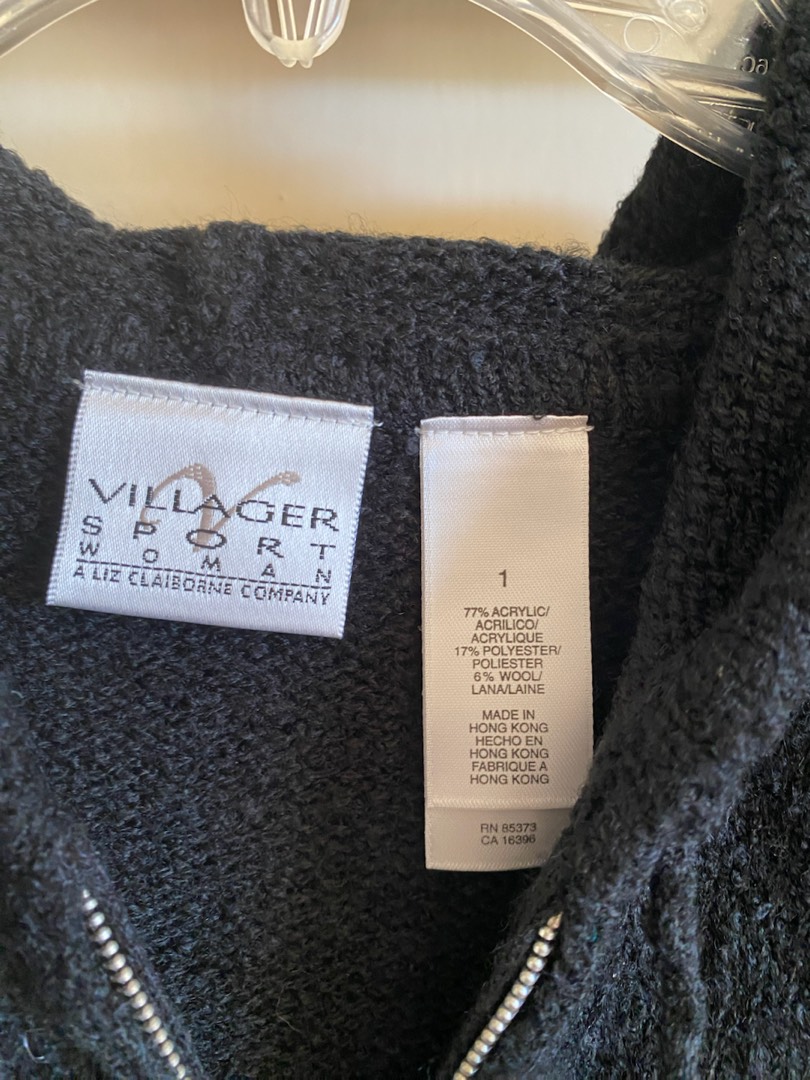 VILLAGER
SPORT
WOMAN
A LIZ CLAIBORNE COMPANY
1
77% ACRYLIC/
ACRILICO/
ACRYLIQUE
17% POLYESTER/
POLIESTER
6% WOOL/
LANA/LAINE
MADE IN
HONG KONG
HECHO EN
HONG KONG
FABRIQUE A
HONG KONG
RN 85373
CA 16396